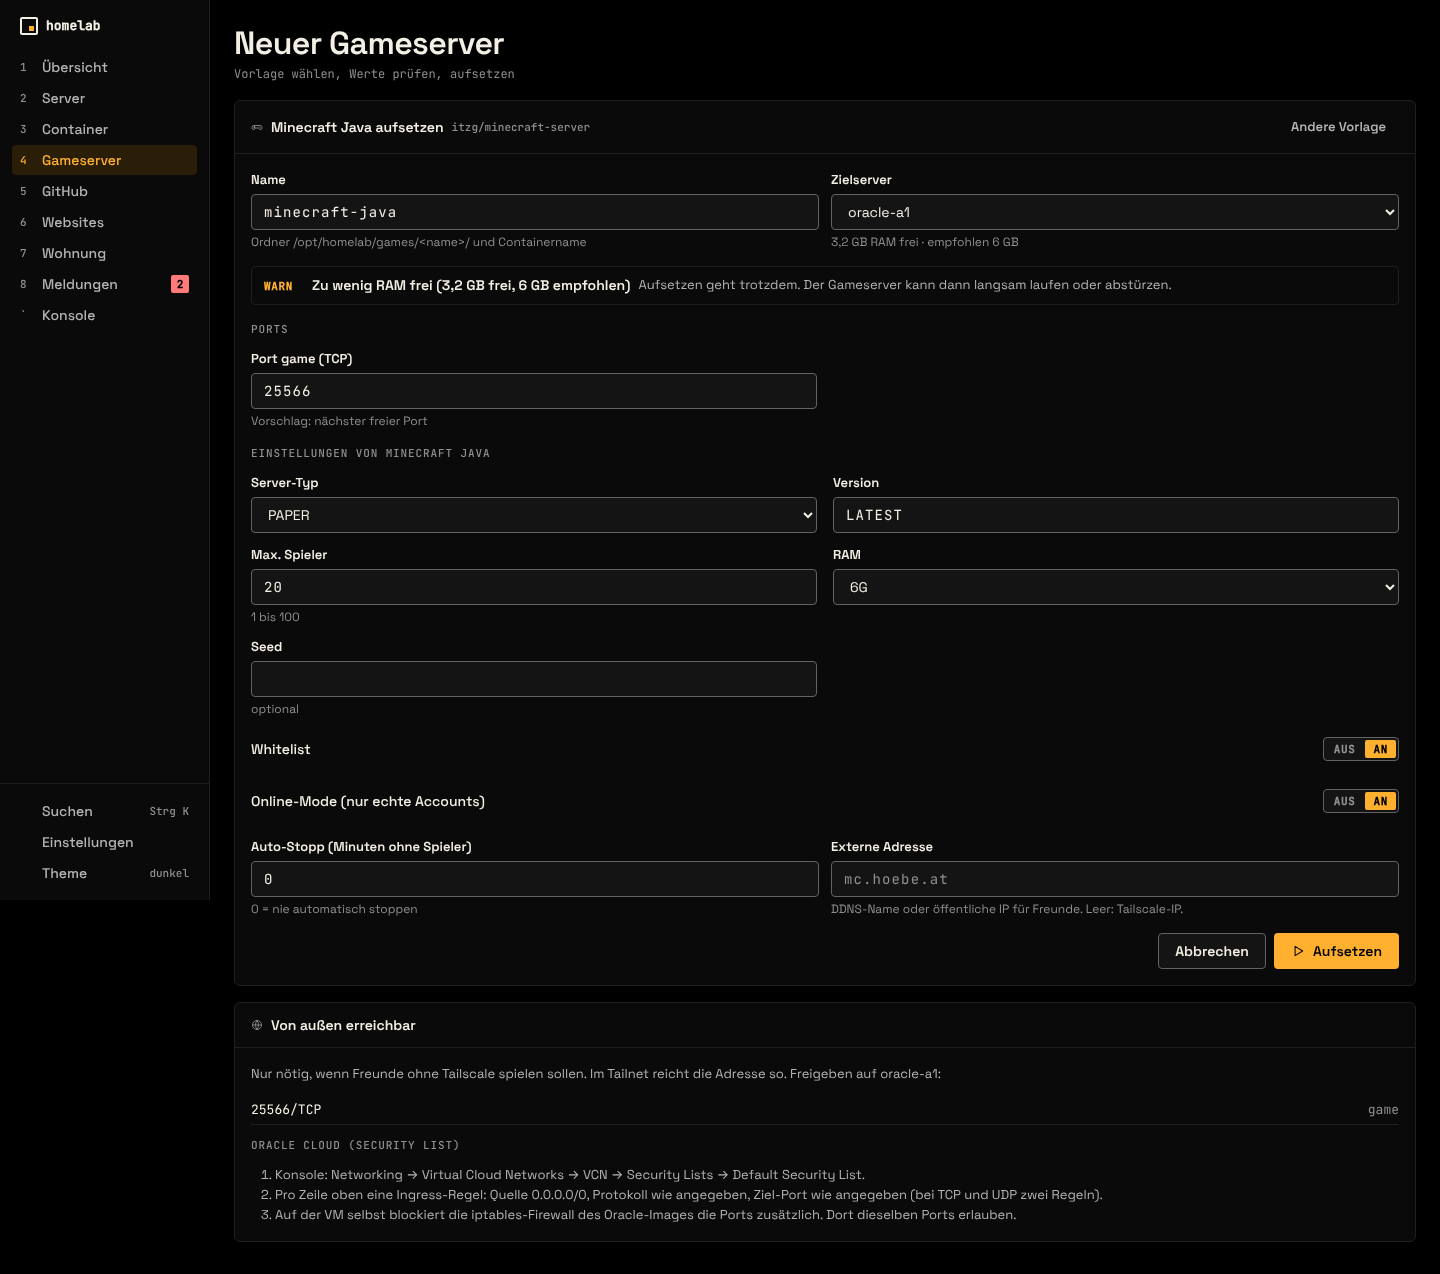 homelab
1 Übersicht
2 Server
3 Container
4 Gameserver
5 GitHub
6 Websites
7 Wohnung
8 Meldungen 2
` Konsole
Suchen Strg K
Einstellungen
Theme dunkel
Neuer Gameserver
Vorlage wählen, Werte prüfen, aufsetzen
Minecraft Java aufsetzen itzg/minecraft-server Andere Vorlage
Name Zielserver
minecraft-java oracle-a1
Ordner /opt/homelab/games/<name>/ und Containername 3,2 GB RAM frei · empfohlen 6 GB
WARN Zu wenig RAM frei (3,2 GB frei, 6 GB empfohlen) Aufsetzen geht trotzdem. Der Gameserver kann dann langsam laufen oder abstürzen.
PORTS
Port game (TCP)
25566
Vorschlag: nächster freier Port
EINSTELLUNGEN VON MINECRAFT JAVA
Server-Typ Version
PAPER LATEST
Max. Spieler RAM
20 6G
1 bis 100
Seed
optional
Whitelist AUS AN
Online-Mode (nur echte Accounts) AUS AN
Auto-Stopp (Minuten ohne Spieler) Externe Adresse
0 mc.hoebe.at
0 = nie automatisch stoppen DDNS-Name oder öffentliche IP für Freunde. Leer: Tailscale-IP.
Abbrechen Aufsetzen
Von außen erreichbar
Nur nötig, wenn Freunde ohne Tailscale spielen sollen. Im Tailnet reicht die Adresse so. Freigeben auf oracle-a1:
25566/TCP game
ORACLE CLOUD (SECURITY LIST)
1. Konsole: Networking → Virtual Cloud Networks → VCN → Security Lists → Default Security List.
2. Pro Zeile oben eine Ingress-Regel: Quelle 0.0.0.0/0, Protokoll wie angegeben, Ziel-Port wie angegeben (bei TCP und UDP zwei Regeln).
3. Auf der VM selbst blockiert die iptables-Firewall des Oracle-Images die Ports zusätzlich. Dort dieselben Ports erlauben.